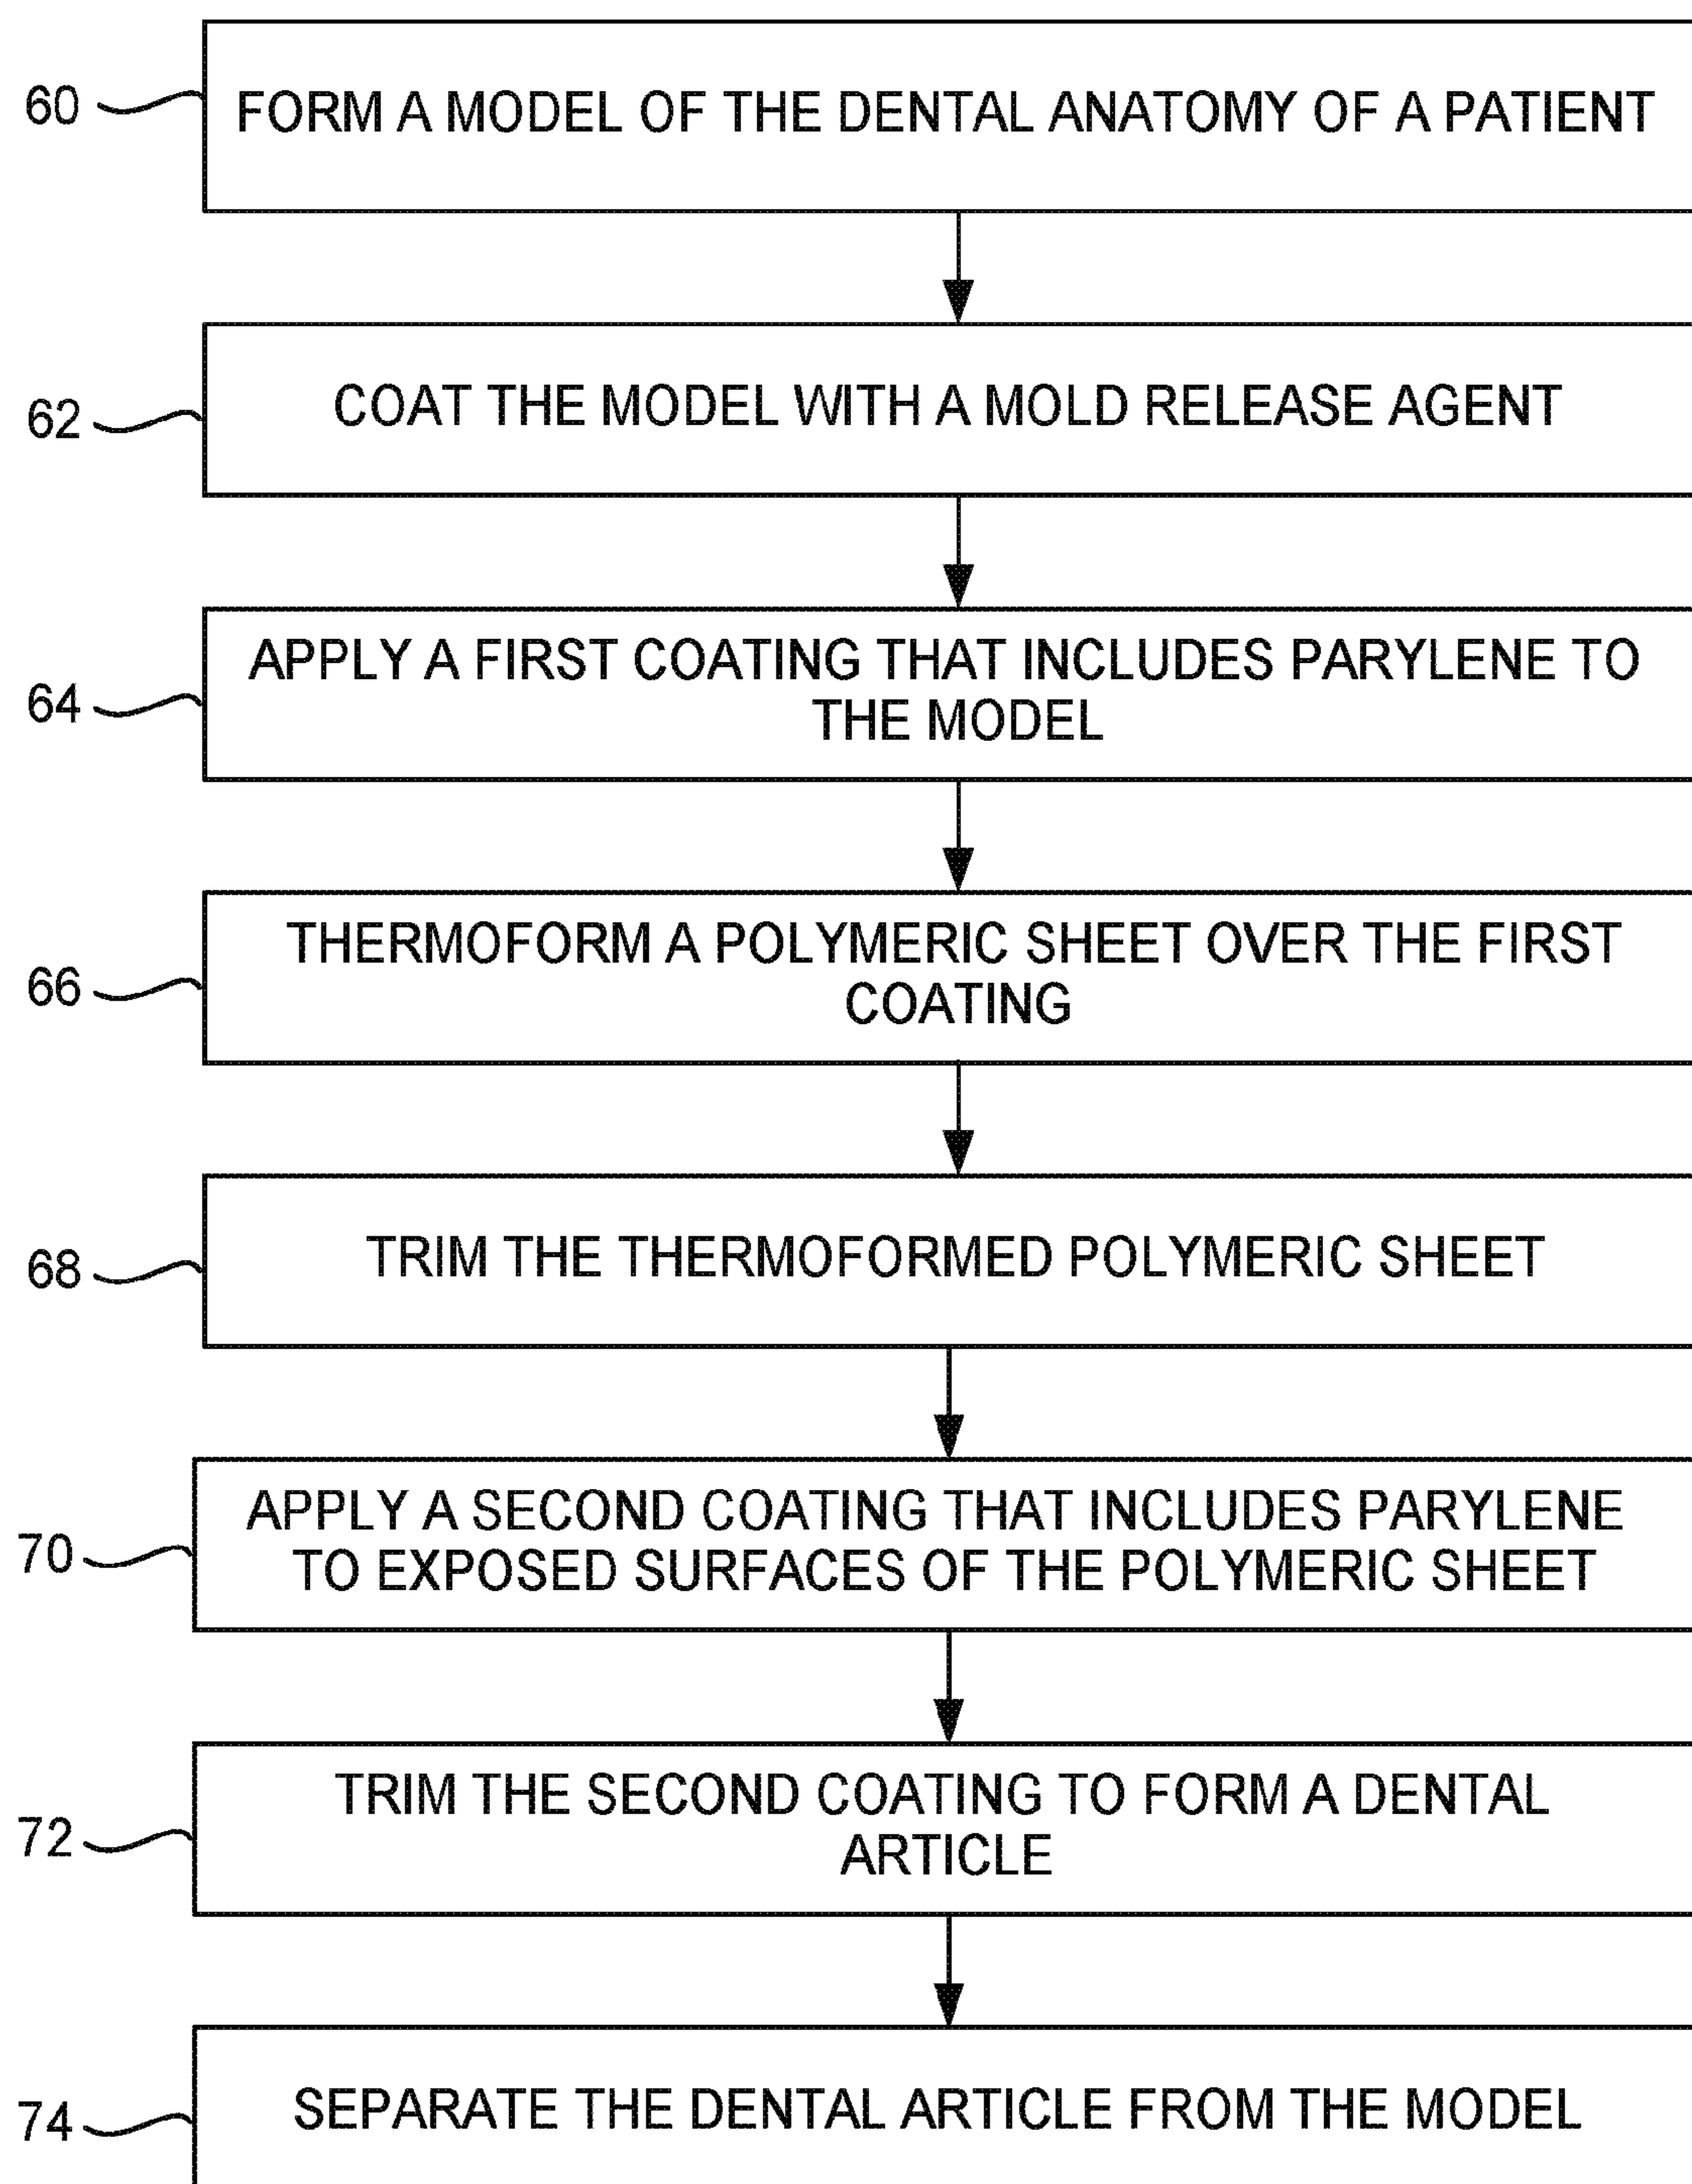 60
FORM A MODEL OF THE DENTAL ANATOMY OF A PATIENT
62
COAT THE MODEL WITH A MOLD RELEASE AGENT
64
APPLY A FIRST COATING THAT INCLUDES PARYLENE TO
THE MODEL
66
THERMOFORM A POLYMERIC SHEET OVER THE FIRST
COATING
68
TRIM THE THERMOFORMED POLYMERIC SHEET
70
APPLY A SECOND COATING THAT INCLUDES PARYLENE
TO EXPOSED SURFACES OF THE POLYMERIC SHEET
72
TRIM THE SECOND COATING TO FORM A DENTAL
ARTICLE
74
SEPARATE THE DENTAL ARTICLE FROM THE MODEL